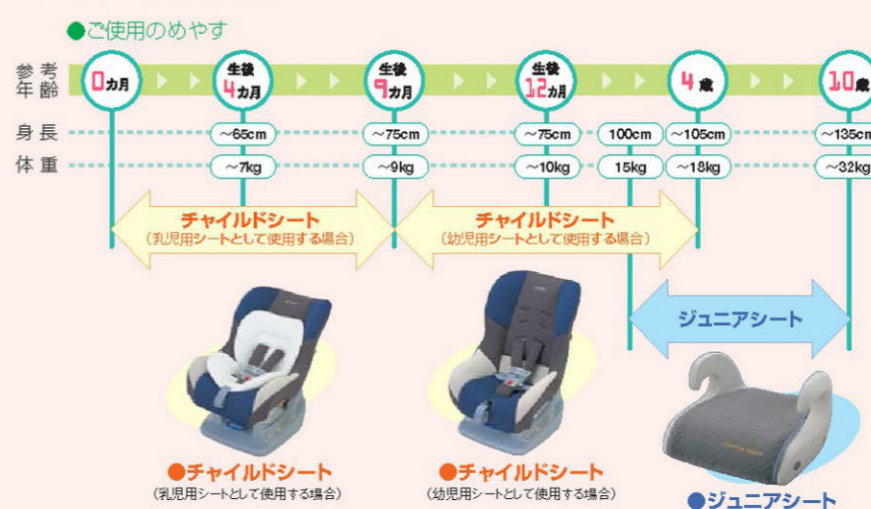 ●ご使用のめやす
参考年齢
0カ月
生後4カ月
生後9カ月
生後12カ月
4歳
10歳
身長
~65cm
~75cm
~75cm
100cm
~105cm
~135cm
体重
~7kg
~9kg
~10kg
15kg
~18kg
~32kg
チャイルドシート
(乳児用シートとして使用する場合)
チャイルドシート
(幼児用シートとして使用する場合)
ジュニアシート
●チャイルドシート
(乳児用シートとして使用する場合)
●チャイルドシート
(幼児用シートとして使用する場合)
●ジュニアシート